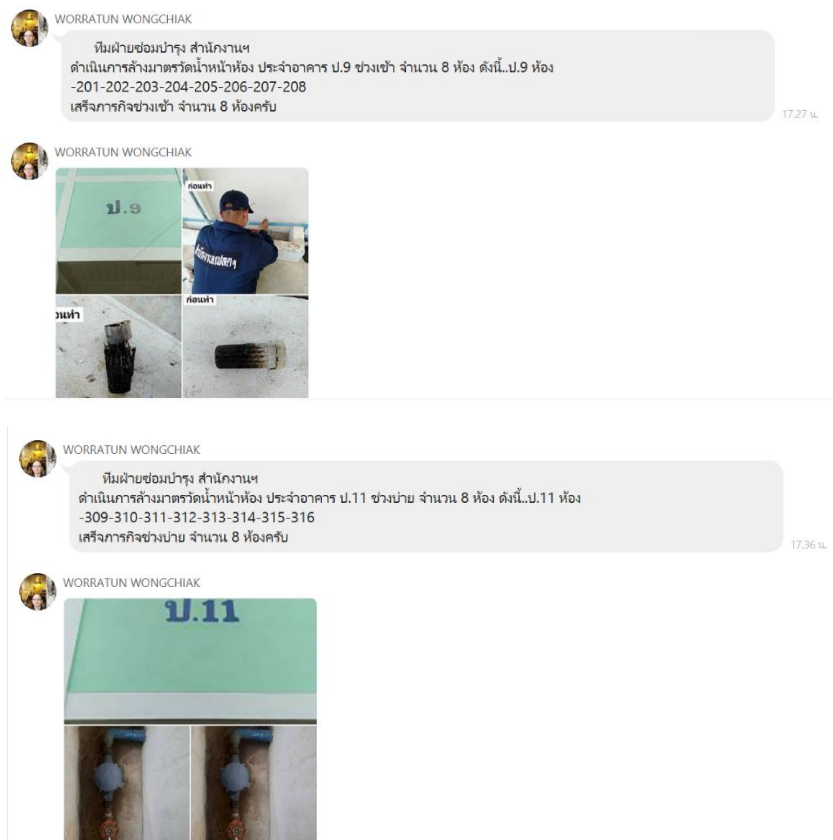 WORRATUN WONGCHIAK
ทีมฝ่ายซ่อมบำรุง สำนักงานฯ
ดำเนินการล้างมาตรวัดน้ำหน้าห้อง ประจำอาคาร ป.9 ช่วงเช้า จำนวน 8 ห้อง ดังนี้..ป.9 ห้อง
-201-202-203-204-205-206-207-208
เสร็จภารกิจช่วงเช้า จำนวน 8 ห้องครับ
17.27 น.
WORRATUN WONGCHIAK
ป.9
ก่อนทำ
ก่อนทำ
WORRATUN WONGCHIAK
ทีมฝ่ายซ่อมบำรุง สำนักงานฯ
ดำเนินการล้างมาตรวัดน้ำหน้าห้อง ประจำอาคาร ป.11 ช่วงบ่าย จำนวน 8 ห้อง ดังนี้..ป.11 ห้อง
-309-310-311-312-313-314-315-316
เสร็จภารกิจช่วงบ่าย จำนวน 8 ห้องครับ
17.36 น.
WORRATUN WONGCHIAK
ป.11